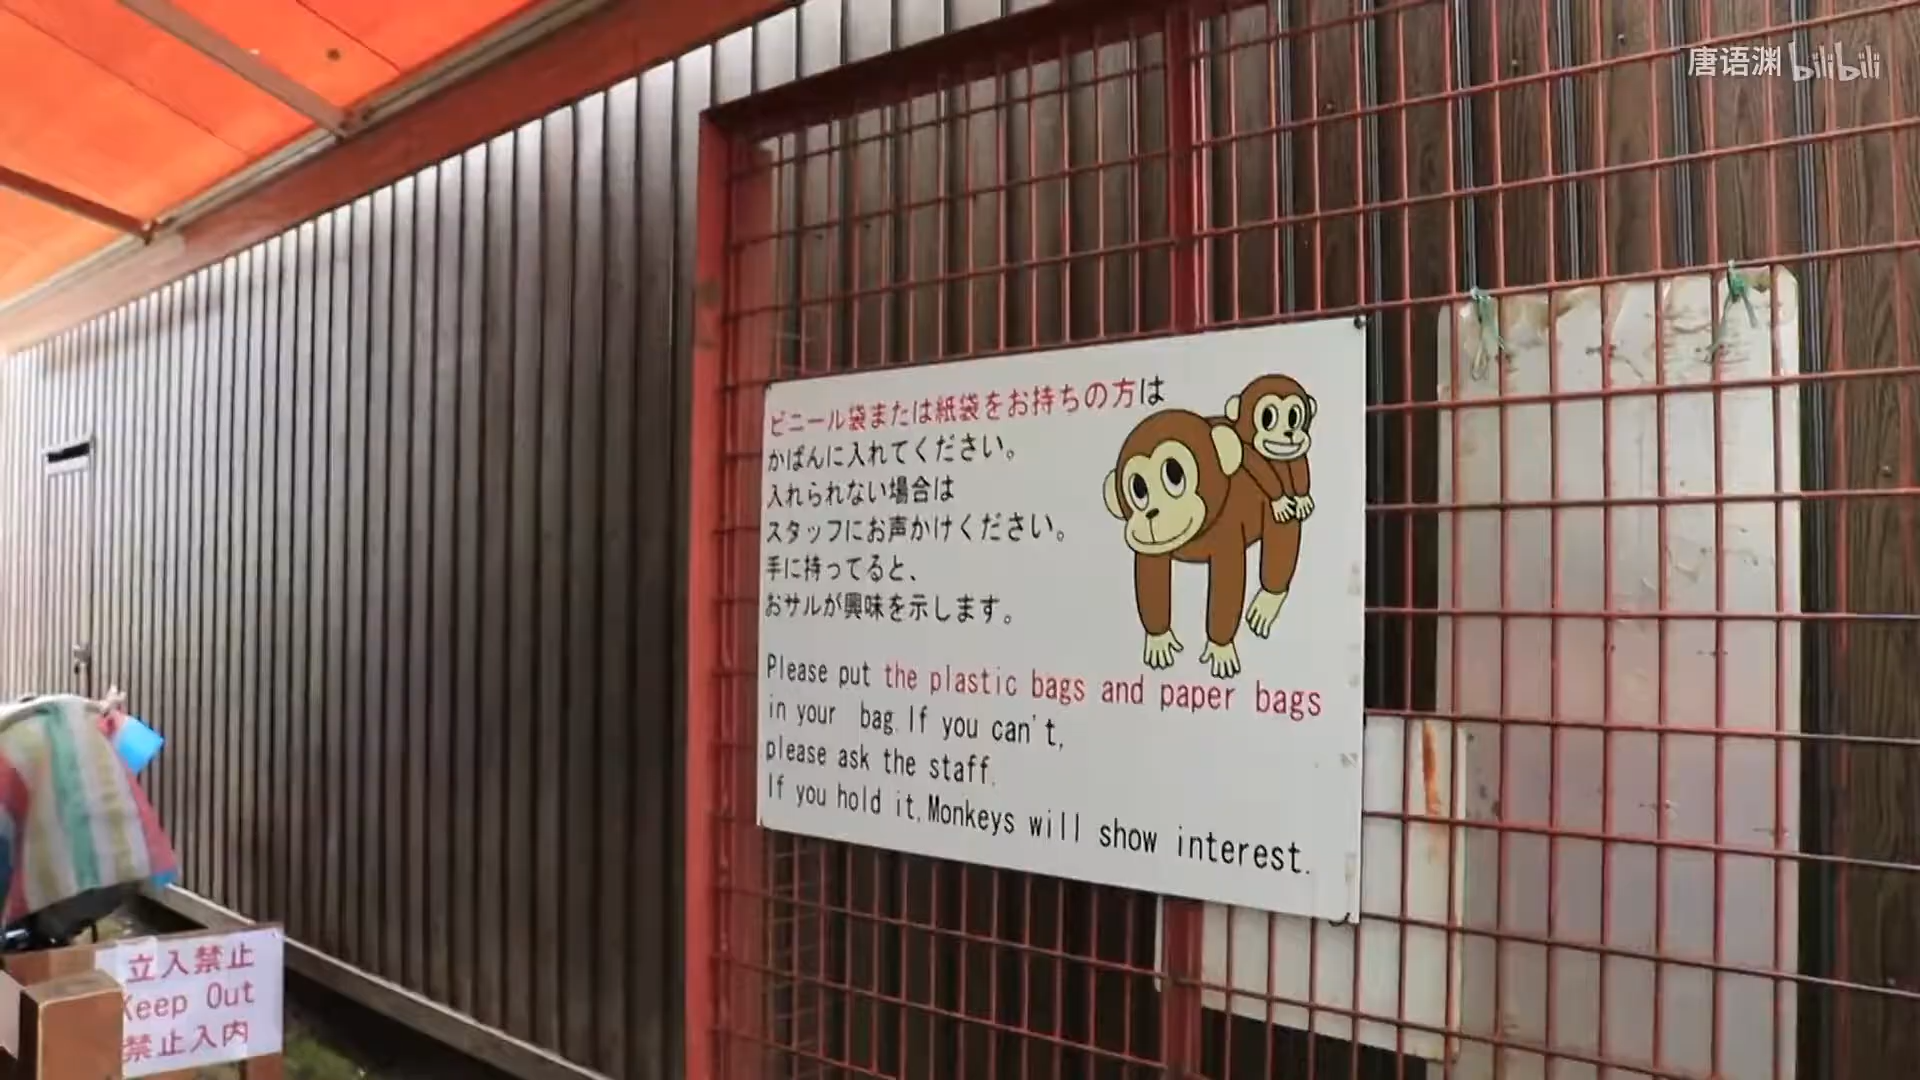 唐语渊 bilibili
ビニール袋または紙袋をお持ちの方は
かばんに入れてください。
入れられない場合は
スタッフにお声かけください。
手に持ってると、
おサルが興味を示します。
Please put the plastic bags and paper bags
in your bag. If you can't,
please ask the staff.
If you hold it, Monkeys will show interest.
立入禁止
Keep Out
禁止入内